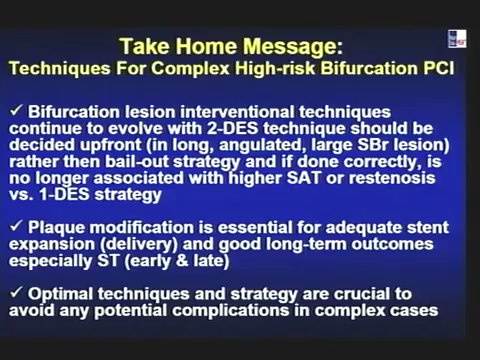 Take Home Message:
Techniques For Complex High-risk Bifurcation PCI
✓ Bifurcation lesion interventional techniques
continue to evolve with 2-DES technique should be
decided upfront (in long, angulated, large SBr lesion)
rather then bail-out strategy and if done correctly, is
no longer associated with higher SAT or restenosis
vs. 1-DES strategy
✓ Plaque modification is essential for adequate stent
expansion (delivery) and good long-term outcomes
especially ST (early & late)
✓ Optimal techniques and strategy are crucial to
avoid any potential complications in complex cases